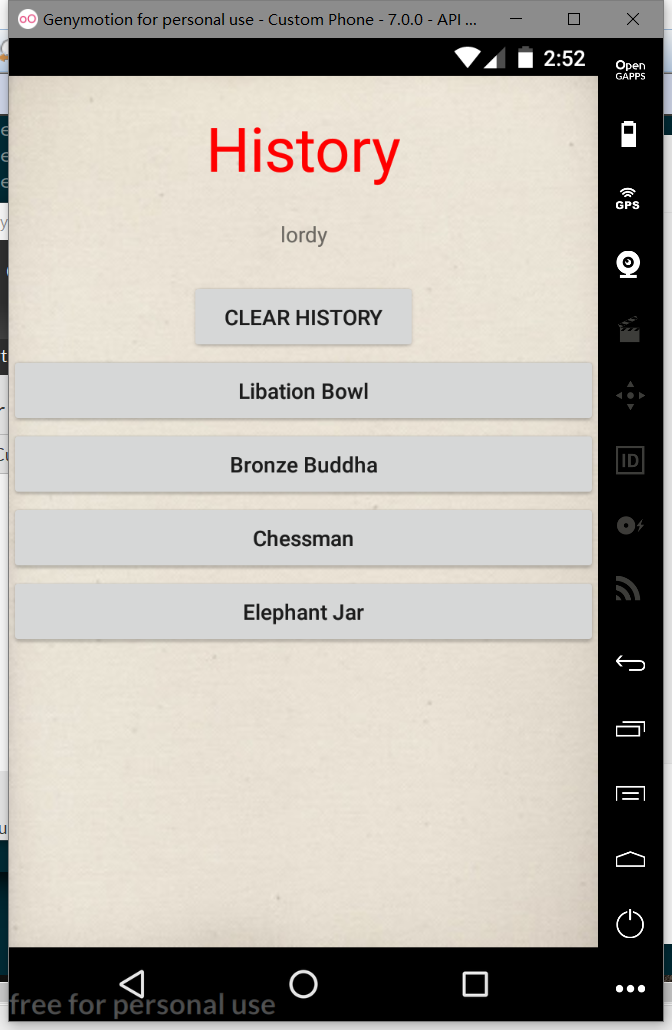 Genymotion for personal use - Custom Phone - 7.0.0 - API ...
2:52
Open
GAPPS
GPS
History
lordy
CLEAR HISTORY
Libation Bowl
Bronze Buddha
Chessman
Elephant Jar
ID
free for personal use